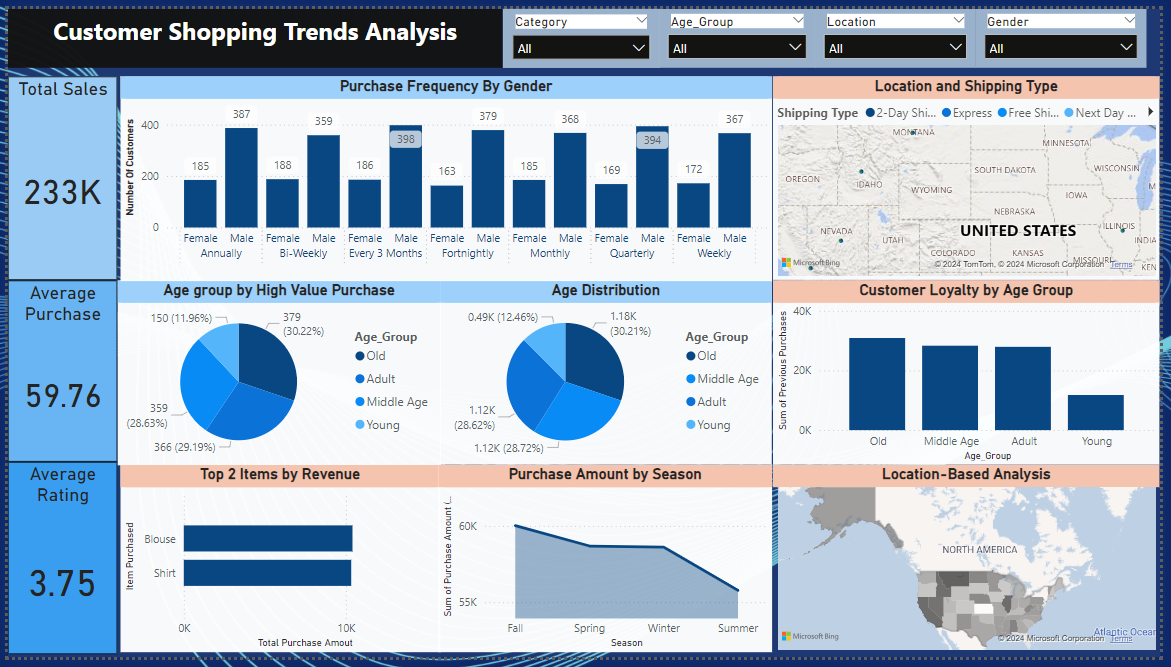 Customer Shopping Trends Analysis
Category
All
Age_Group
All
Location
All
Gender
All
Total Sales
233K
Average
Purchase
59.76
Average
Rating
3.75
Purchase Frequency By Gender
Number Of Customers
400
200
0
185
387
188
359
186
398
163
379
185
368
169
394
172
367
Female Male Female Male Female Male Female Male Female Male Female Male Female Male
Annually Bi-Weekly Every 3 Months Fortnightly Monthly Quarterly Weekly
Location and Shipping Type
Shipping Type 2-Day Shi... Express Free Shi... Next Day ...
MONTANA
MINNESOTA
OREGON
IDAHO
SOUTH DAKOTA
WISCONSIN
WYOMING
IOWA
NEBRASKA
NEVADA
UNITED STATES
ILLINOIS
UTAH
INDIA
COLORADO
KANSAS
MISSOURI
KEN
Microsoft Bing
© 2024 TomTom, © 2024 Microsoft Corporation Terms
Age group by High Value Purchase
150 (11.96%)
379
(30.22%)
359
(28.63%)
366 (29.19%)
Age_Group
Old
Adult
Middle Age
Young
Age Distribution
0.49K (12.46%)
1.18K
(30.21%)
1.12K
(28.62%)
1.12K (28.72%)
Age_Group
Old
Middle Age
Adult
Young
Customer Loyalty by Age Group
Sum of Previous Purchases
40K
20K
0K
Old Middle Age Adult Young
Age_Group
Top 2 Items by Revenue
Item Purchased
Blouse
Shirt
0K 10K
Total Purchase Amout
Purchase Amount by Season
Sum of Purchase Amount (...
60K
55K
Fall Spring Winter Summer
Season
Location-Based Analysis
NORTH AMERICA
Atlantic Ocean
Microsoft Bing
© 2024 Microsoft Corporation Terms